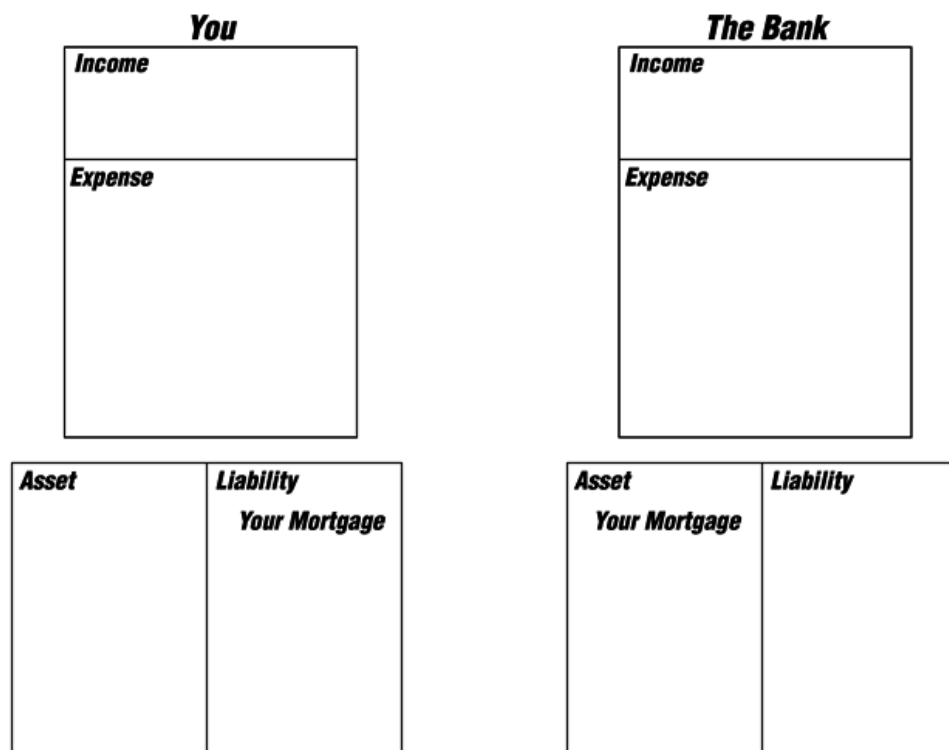 You
Income
Expense
Asset
Liability
Your Mortgage
The Bank
Income
Expense
Asset
Your Mortgage
Liability